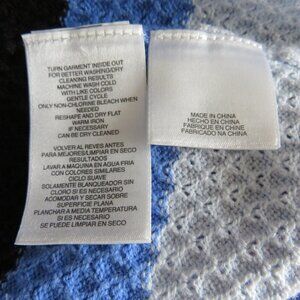 TURN GARMENT INSIDE OUT
FOR BETTER WASHING/DRY
CLEANING RESULTS
MACHINE WASH COLD
WITH LIKE COLORS
GENTLE CYCLE
ONLY NON-CHLORINE BLEACH WHEN
NEEDED
RESHAPE AND DRY FLAT
WARM IRON
IF NECESSARY
CAN BE DRY CLEANED
VOLVER AL REVES ANTES
PARA MEJORES/LIMPIAR EN SECO
RESULTADOS
LAVAR A MAQUINA EN AGUA FRIA
CON COLORES SIMILARES
CICLO SUAVE
SOLAMENTE BLANQUEADOR SIN
CLORO SI ES NECESARIO
ACOMODAR Y SECAR SOBRE
SUPERFICIE PLANA
PLANCHAR A MEDIA TEMPERATURA
SI ES NECESARIO
SE PUEDE LIMPIAR EN SECO
MADE IN CHINA
HECHO EN CHINA
FABRIQUE EN CHINE
FABRICADO NA CHINA